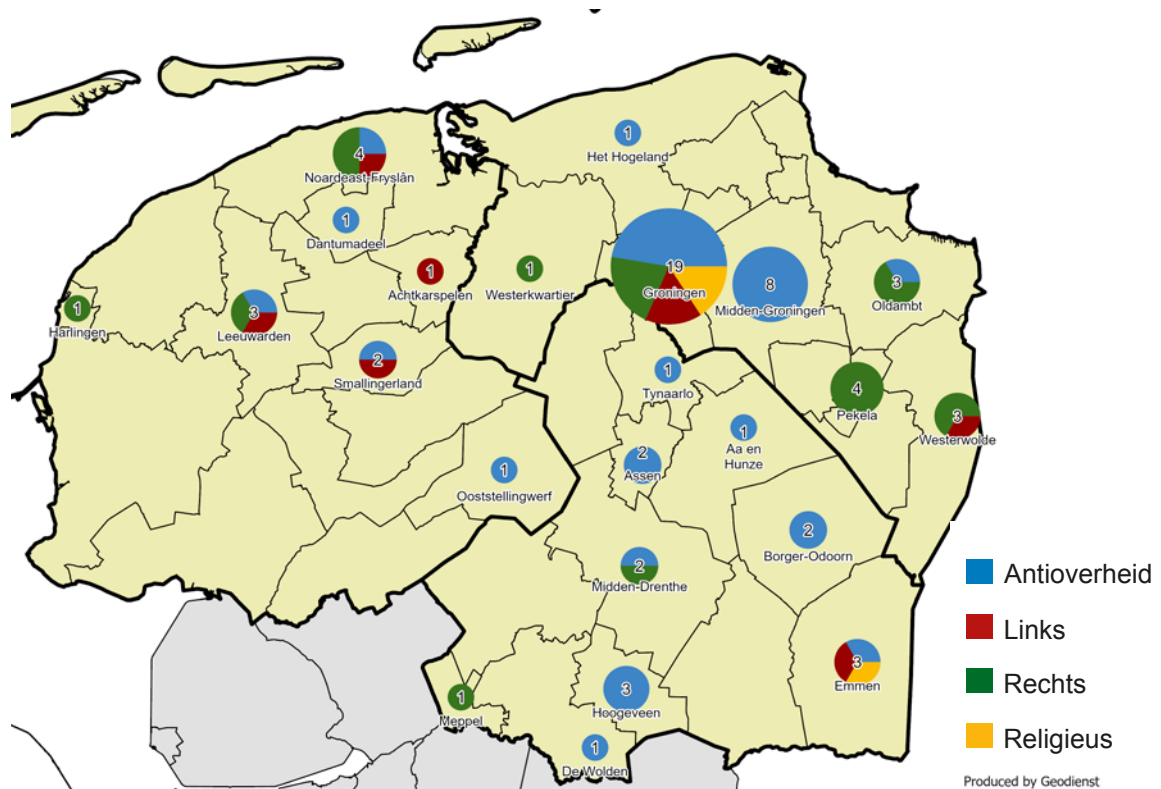 1
Het Hogeland
4
Noardeast-Fryslân
1
Dantumadeel
1
Achtkarspelen
1
Westerkwartier
19
Groningen
8
Midden-Groningen
3
Oldambt
1
Harlingen
3
Leeuwarden
2
Smallingerland
1
Tynaarlo
4
Pekela
3
Westerwolde
1
Aa en
Hunze
2
Assen
1
Ooststellingwerf
2
Borger-Odoorn
2
Midden-Drenthe
3
Emmen
3
Hoogeveen
1
Meppel
1
De Wolden
Antioverheid
Links
Rechts
Religieus
Produced by Geodienst